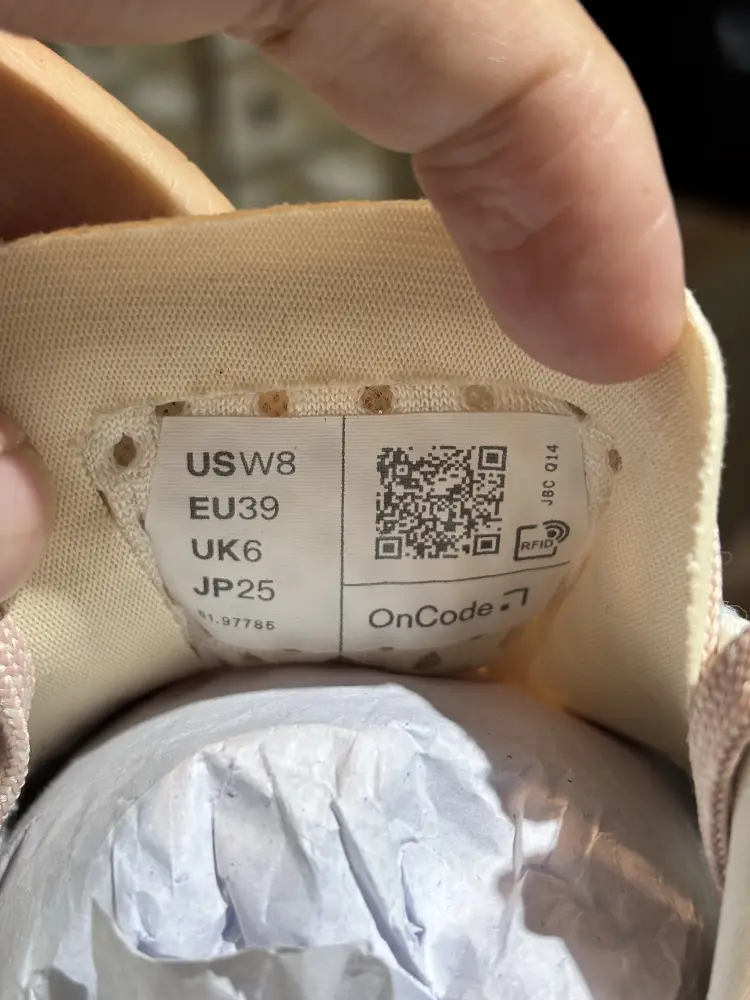 USW8
EU39
UK6
JP25
61.97785
JBC Q14
RFID
OnCode